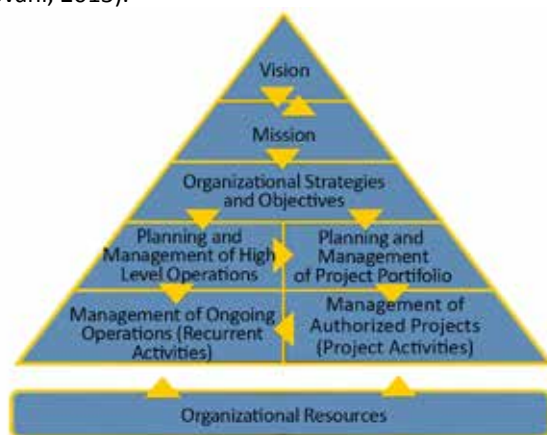 2015).
Vision
Mission
Organizational Strategies
and Objectives
Planning and
Management of High
Level Operations
Planning and
Management
of Project Portfolio
Management of Ongoing
Operations (Recurrent
Activities)
Management of
Authorized Projects
(Project Activities)
Organizational Resources